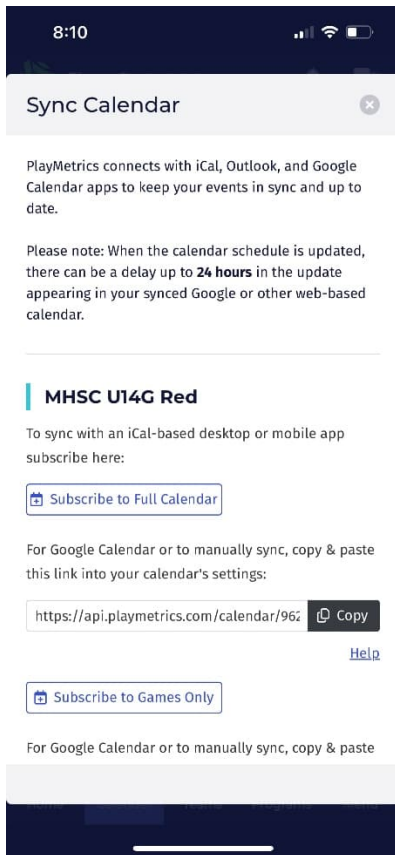 8:10
Sync Calendar
PlayMetrics connects with iCal, Outlook, and Google
Calendar apps to keep your events in sync and up to
date.
Please note: When the calendar schedule is updated,
there can be a delay up to 24 hours in the update
appearing in your synced Google or other web-based
calendar.
MHSC U14G Red
To sync with an iCal-based desktop or mobile app
subscribe here:
Subscribe to Full Calendar
For Google Calendar or to manually sync, copy & paste
this link into your calendar's settings:
https://api.playmetrics.com/calendar/962
Copy
Help
Subscribe to Games Only
For Google Calendar or to manually sync, copy & paste